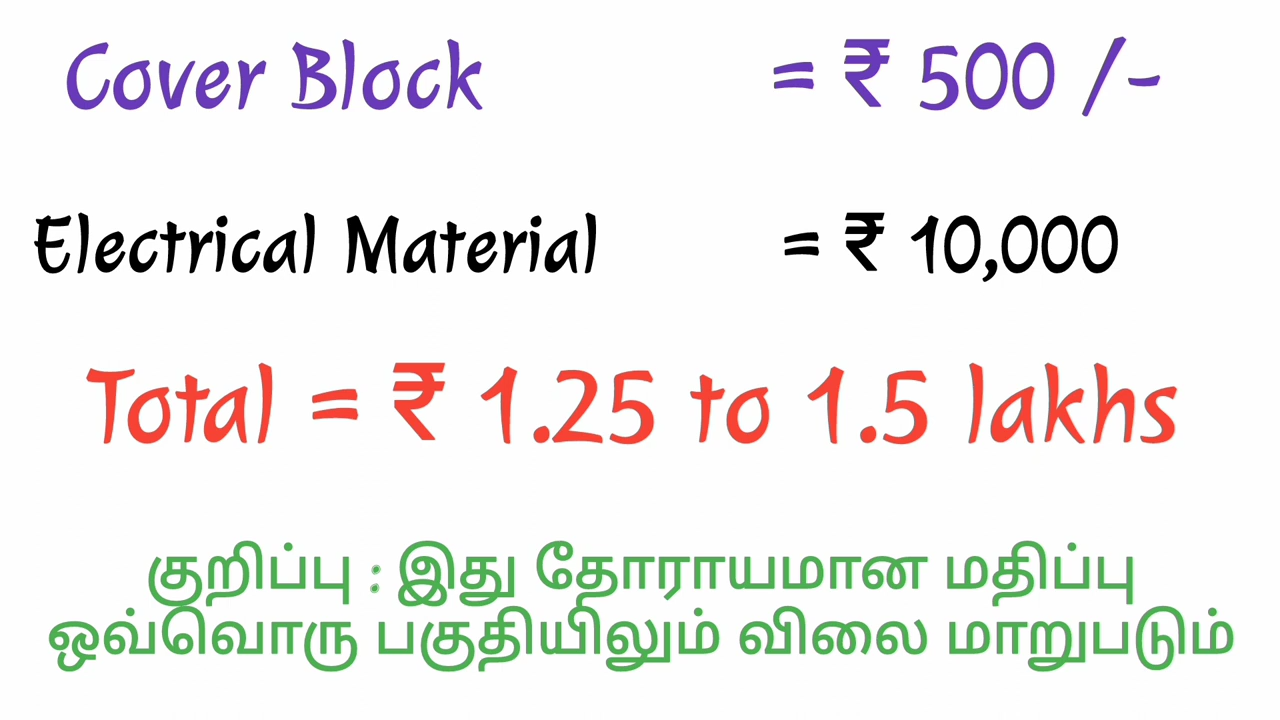 Cover Block = ₹ 500 /-
Electrical Material = ₹ 10,000
Total = ₹ 1.25 to 1.5 lakhs
குறிப்பு : இது தோராயமான மதிப்பு
ஒவ்வொரு பகுதியிலும் விலை மாறுபடும்